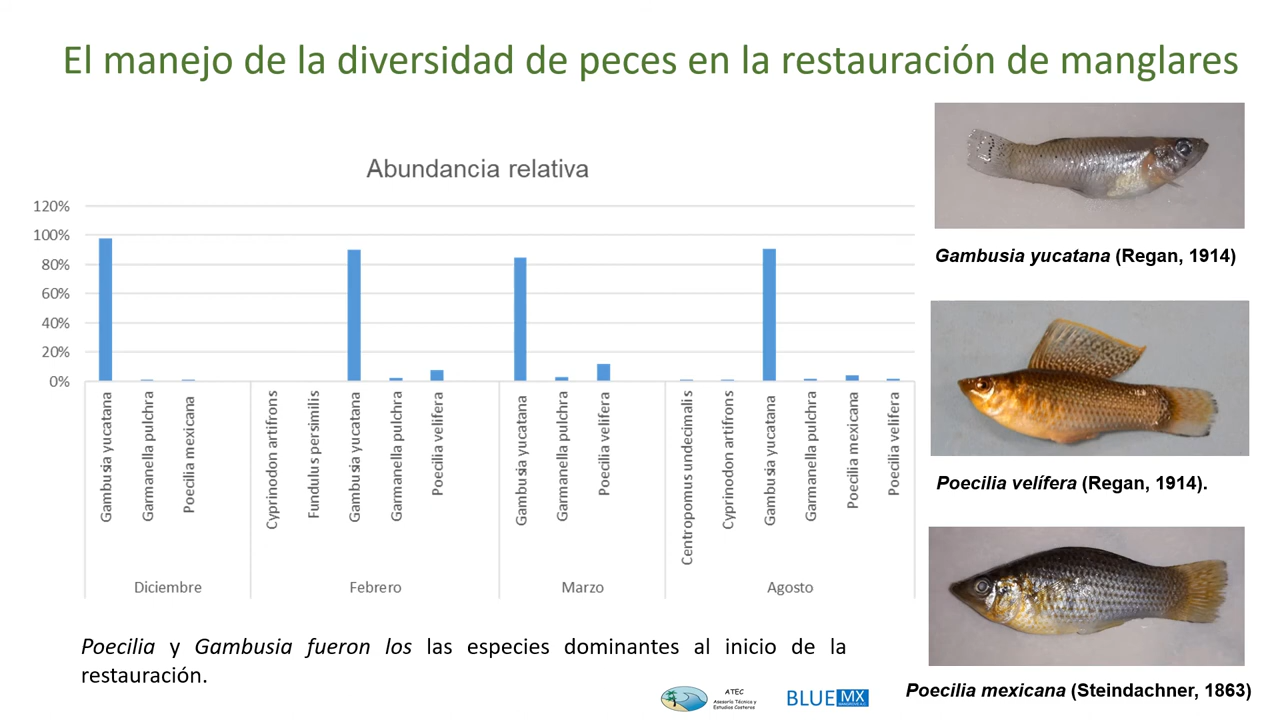 El manejo de la diversidad de peces en la restauración de manglares
Abundancia relativa
120%
100%
80%
60%
40%
20%
0%
Gambusia yucatana
Garmanella pulchra
Poecilia mexicana
Cyprinodon artifrons
Fundulus persimilis
Gambusia yucatana
Garmanella pulchra
Poecilia velifera
Gambusia yucatana
Garmanella pulchra
Poecilia velifera
Centropomus undecimalis
Cyprinodon artifrons
Gambusia yucatana
Garmanella pulchra
Poecilia mexicana
Poecilia velifera
Diciembre
Febrero
Marzo
Agosto
Poecilia y Gambusia fueron los las especies dominantes al inicio de la
restauración.
Gambusia yucatana (Regan, 1914)
Poecilia velífera (Regan, 1914).
Poecilia mexicana (Steindachner, 1863)
ATEC
Asesoría Técnica y
Estudios Costeros
BLUE MX